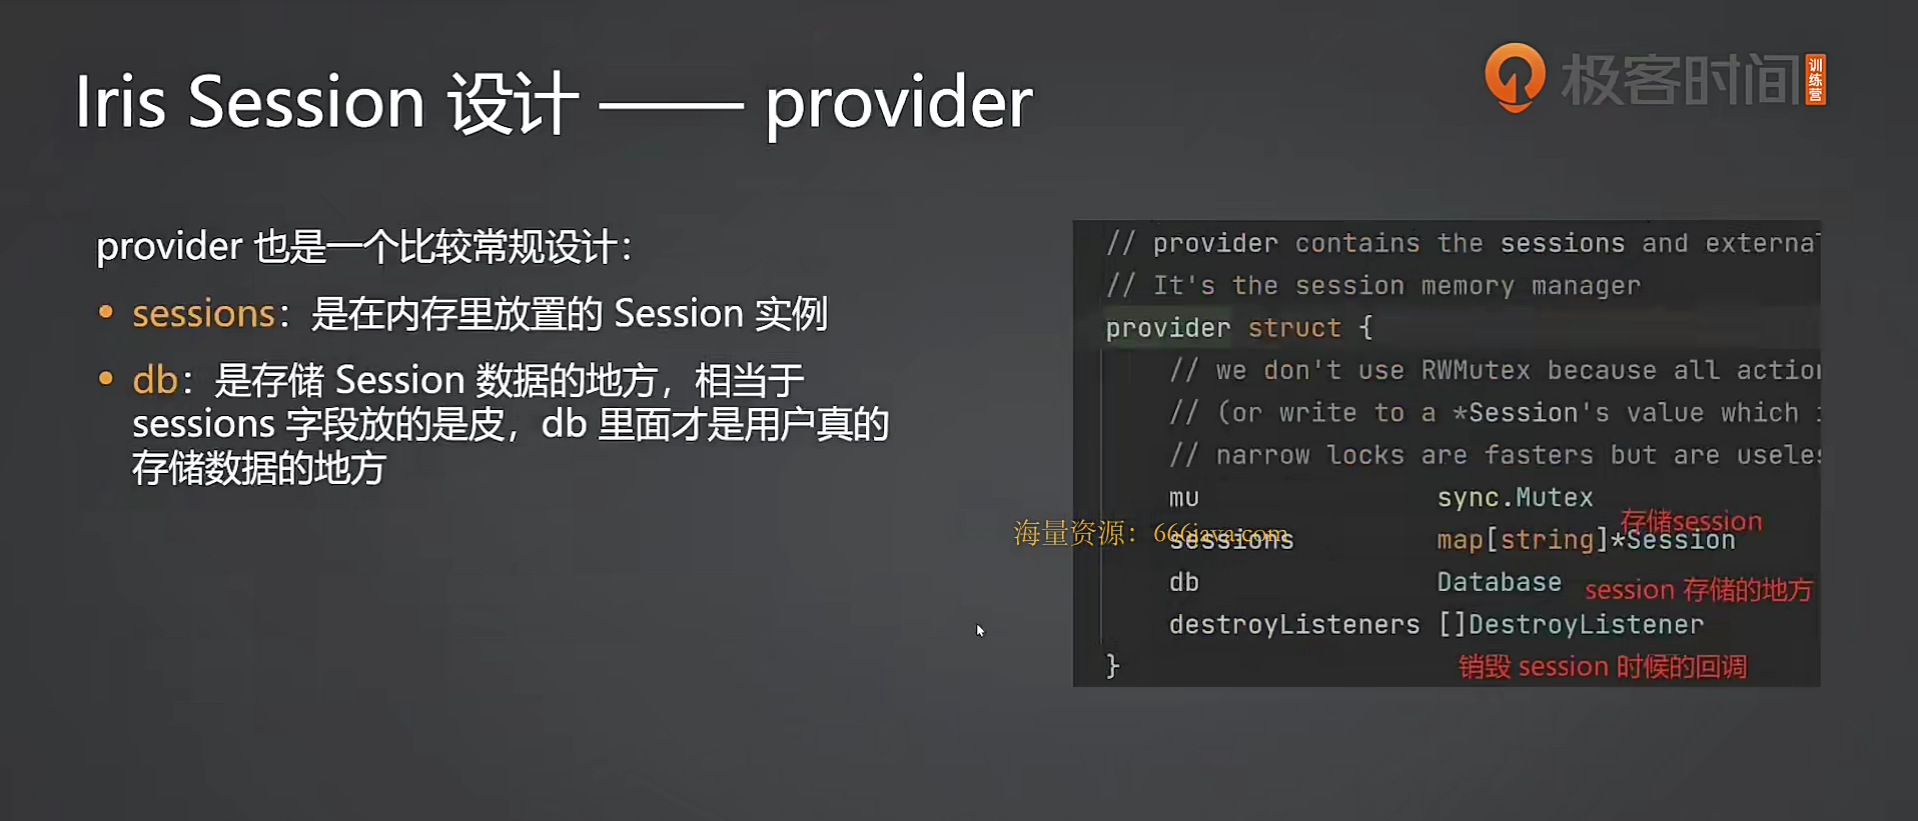 Iris Session 设计 —— provider
极客时间
训练营
provider 也是一个比较常规设计：
• sessions：是在内存里放置的 Session 实例
• db：是存储 Session 数据的地方，相当于
sessions 字段放的是皮，db 里面才是用户真的
存储数据的地方
// provider contains the sessions and external
// It's the session memory manager
provider struct {
// we don't use RWMutex because all action
// (or write to a *Session's value which i
// narrow locks are fasters but are useles
mu sync.Mutex
存储session
海量资源：666java.com
sessions map[string]*Session
db Database
session 存储的地方
destroyListeners []DestroyListener
}
销毁 session 时候的回调